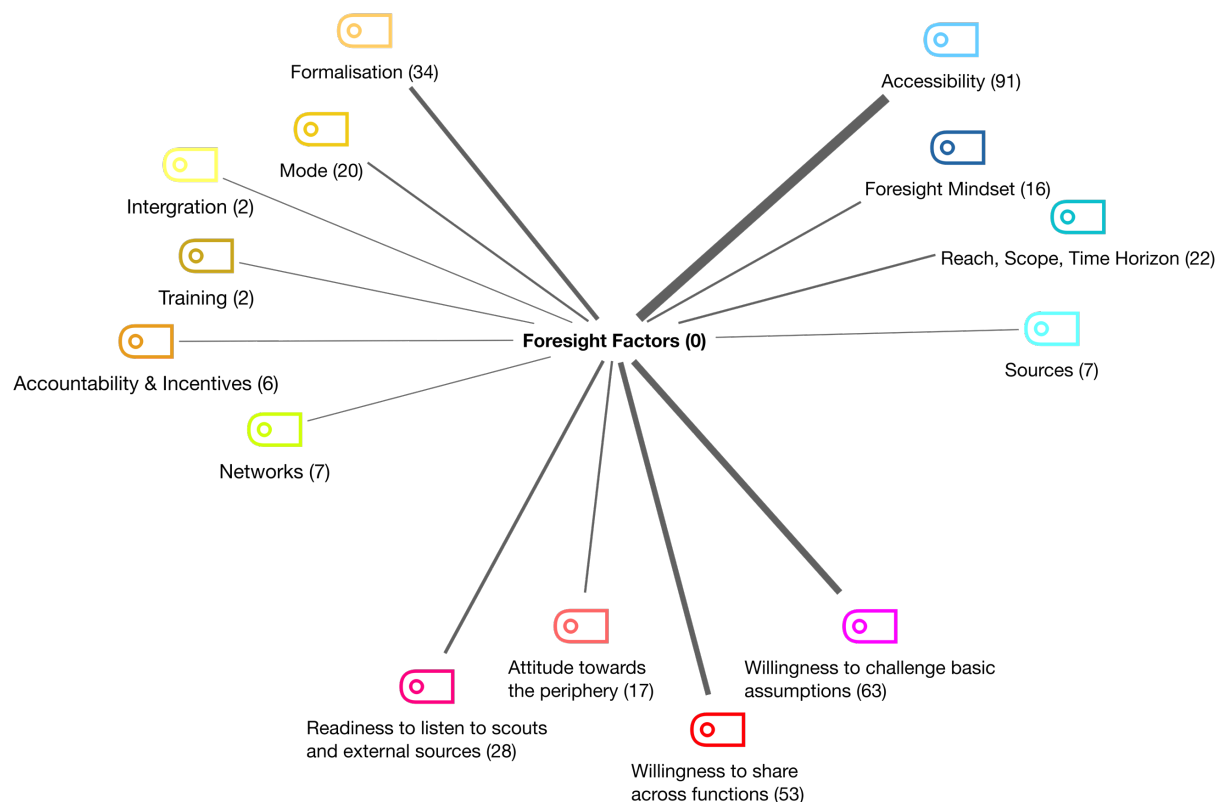 Formalisation (34)
Accessibility (91)
Mode (20)
Foresight Mindset (16)
Intergration (2)
Reach, Scope, Time Horizon (22)
Training (2)
Foresight Factors (0)
Sources (7)
Accountability & Incentives (6)
Networks (7)
Attitude towards
the periphery (17)
Willingness to challenge basic
assumptions (63)
Readiness to listen to scouts
and external sources (28)
Willingness to share
across functions (53)